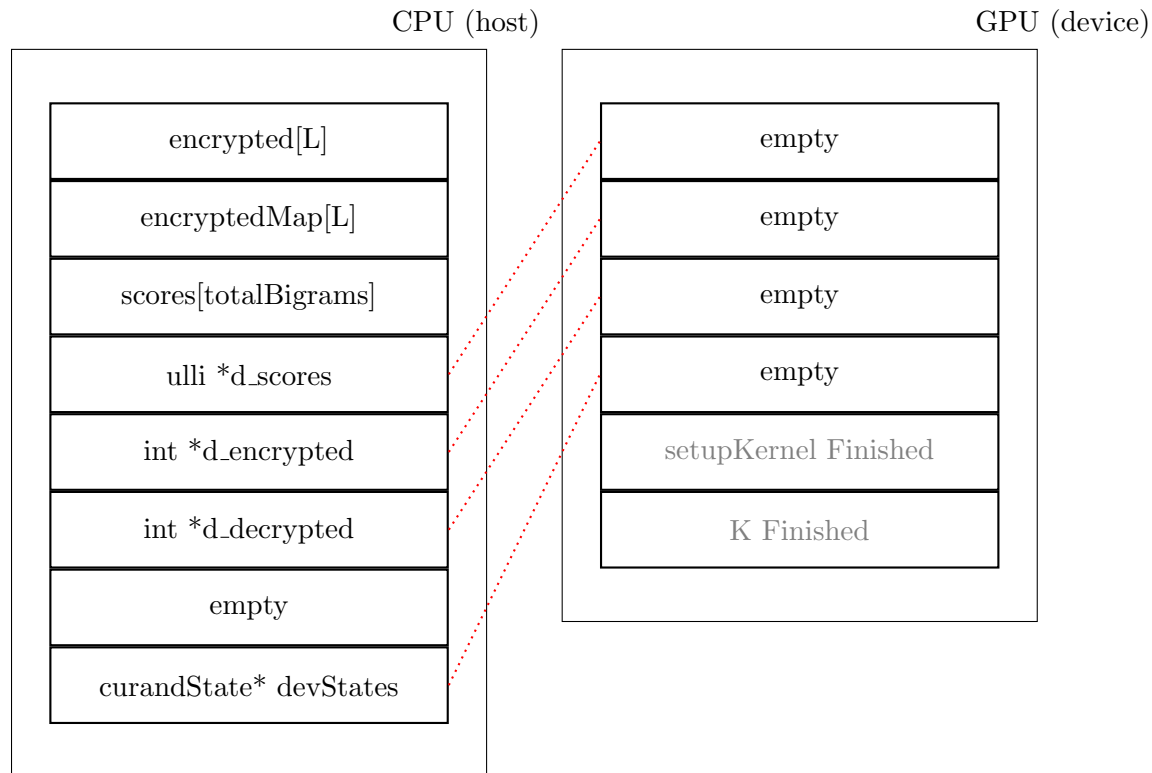 CPU (host)
encrypted[L]
encryptedMap[L]
scores[totalBigrams]
ulli *d_scores
int *d_encrypted
int *d_decrypted
empty
curandState* devStates
GPU (device)
empty
empty
empty
empty
setupKernel Finished
K Finished